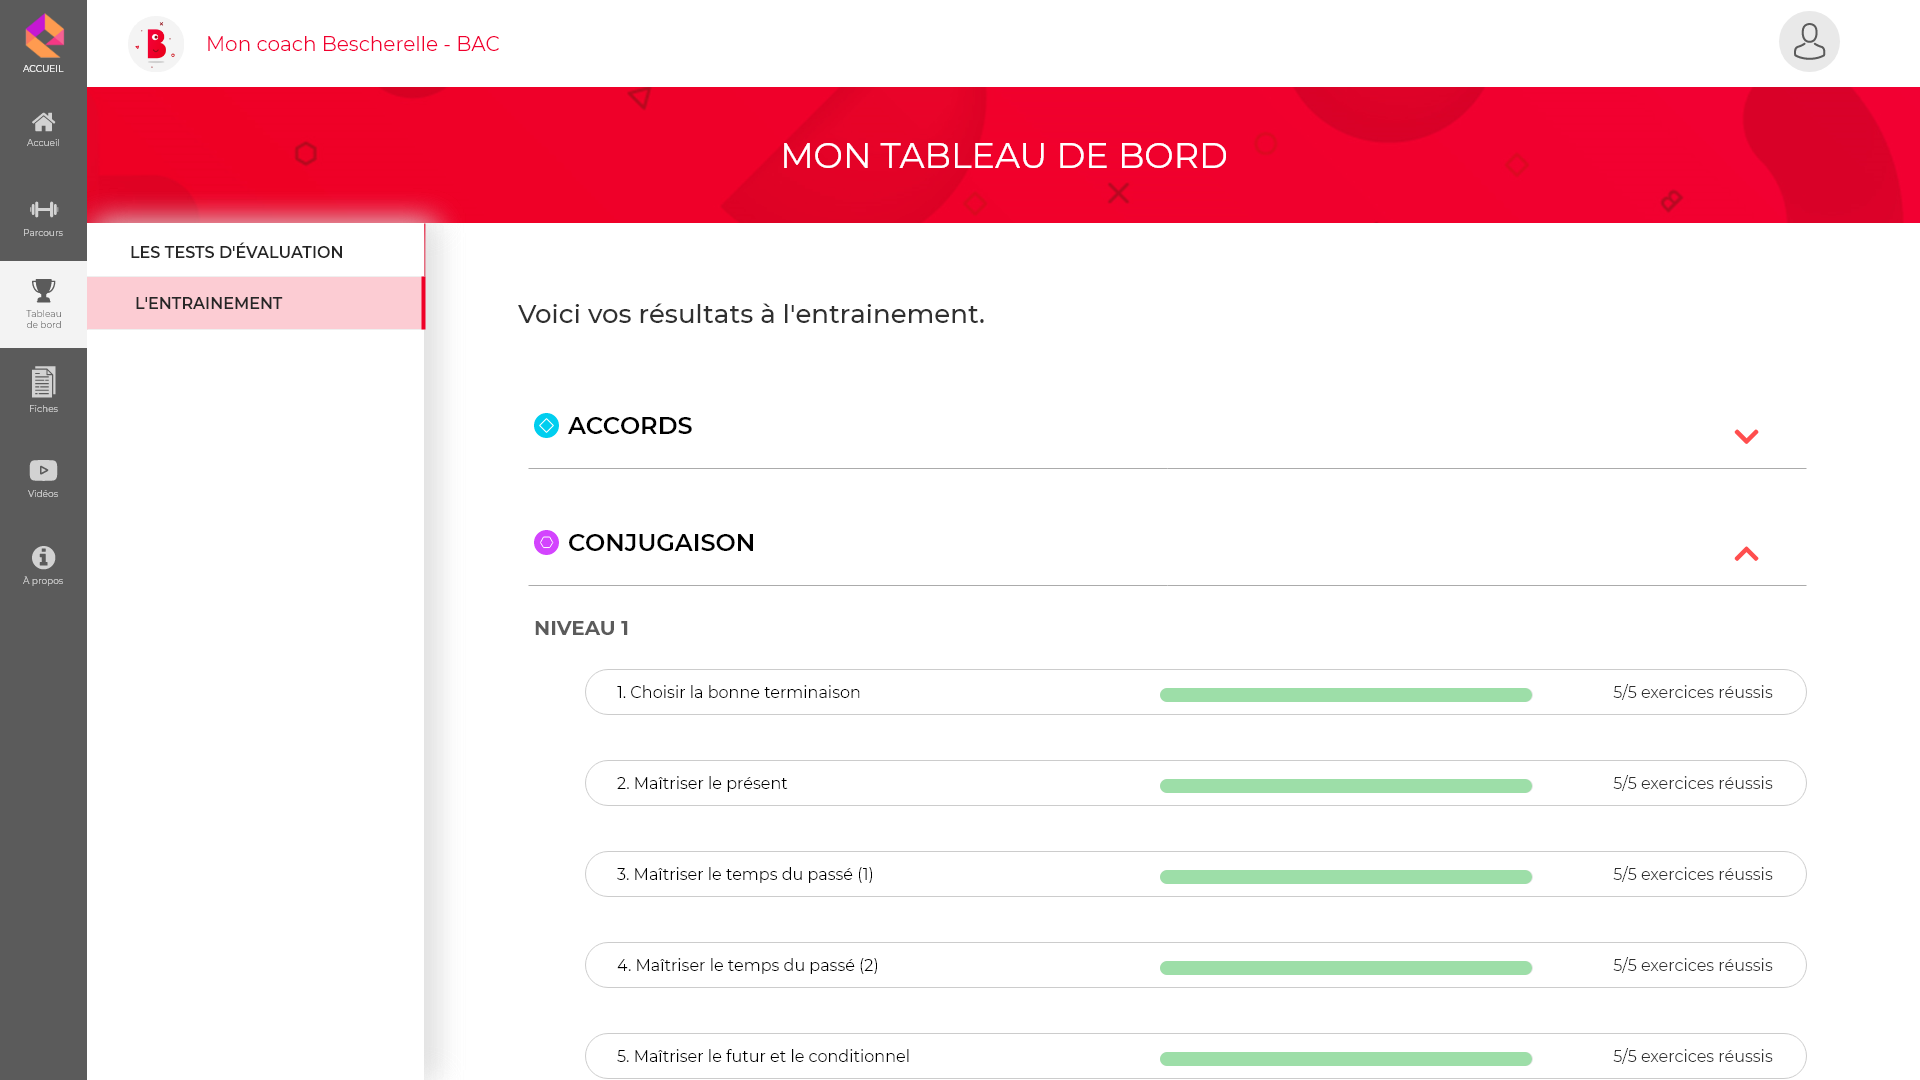 ACCUEIL
Mon coach Bescherelle - BAC
Accueil
Parcours
Tableau
de bord
Fiches
Vidéos
À propos
MON TABLEAU DE BORD
LES TESTS D'ÉVALUATION
L'ENTRAINEMENT
Voici vos résultats à l'entrainement.
ACCORDS
CONJUGAISON
NIVEAU 1
1. Choisir la bonne terminaison 5/5 exercices réussis
2. Maîtriser le présent 5/5 exercices réussis
3. Maîtriser le temps du passé (1) 5/5 exercices réussis
4. Maîtriser le temps du passé (2) 5/5 exercices réussis
5. Maîtriser le futur et le conditionnel 5/5 exercices réussis